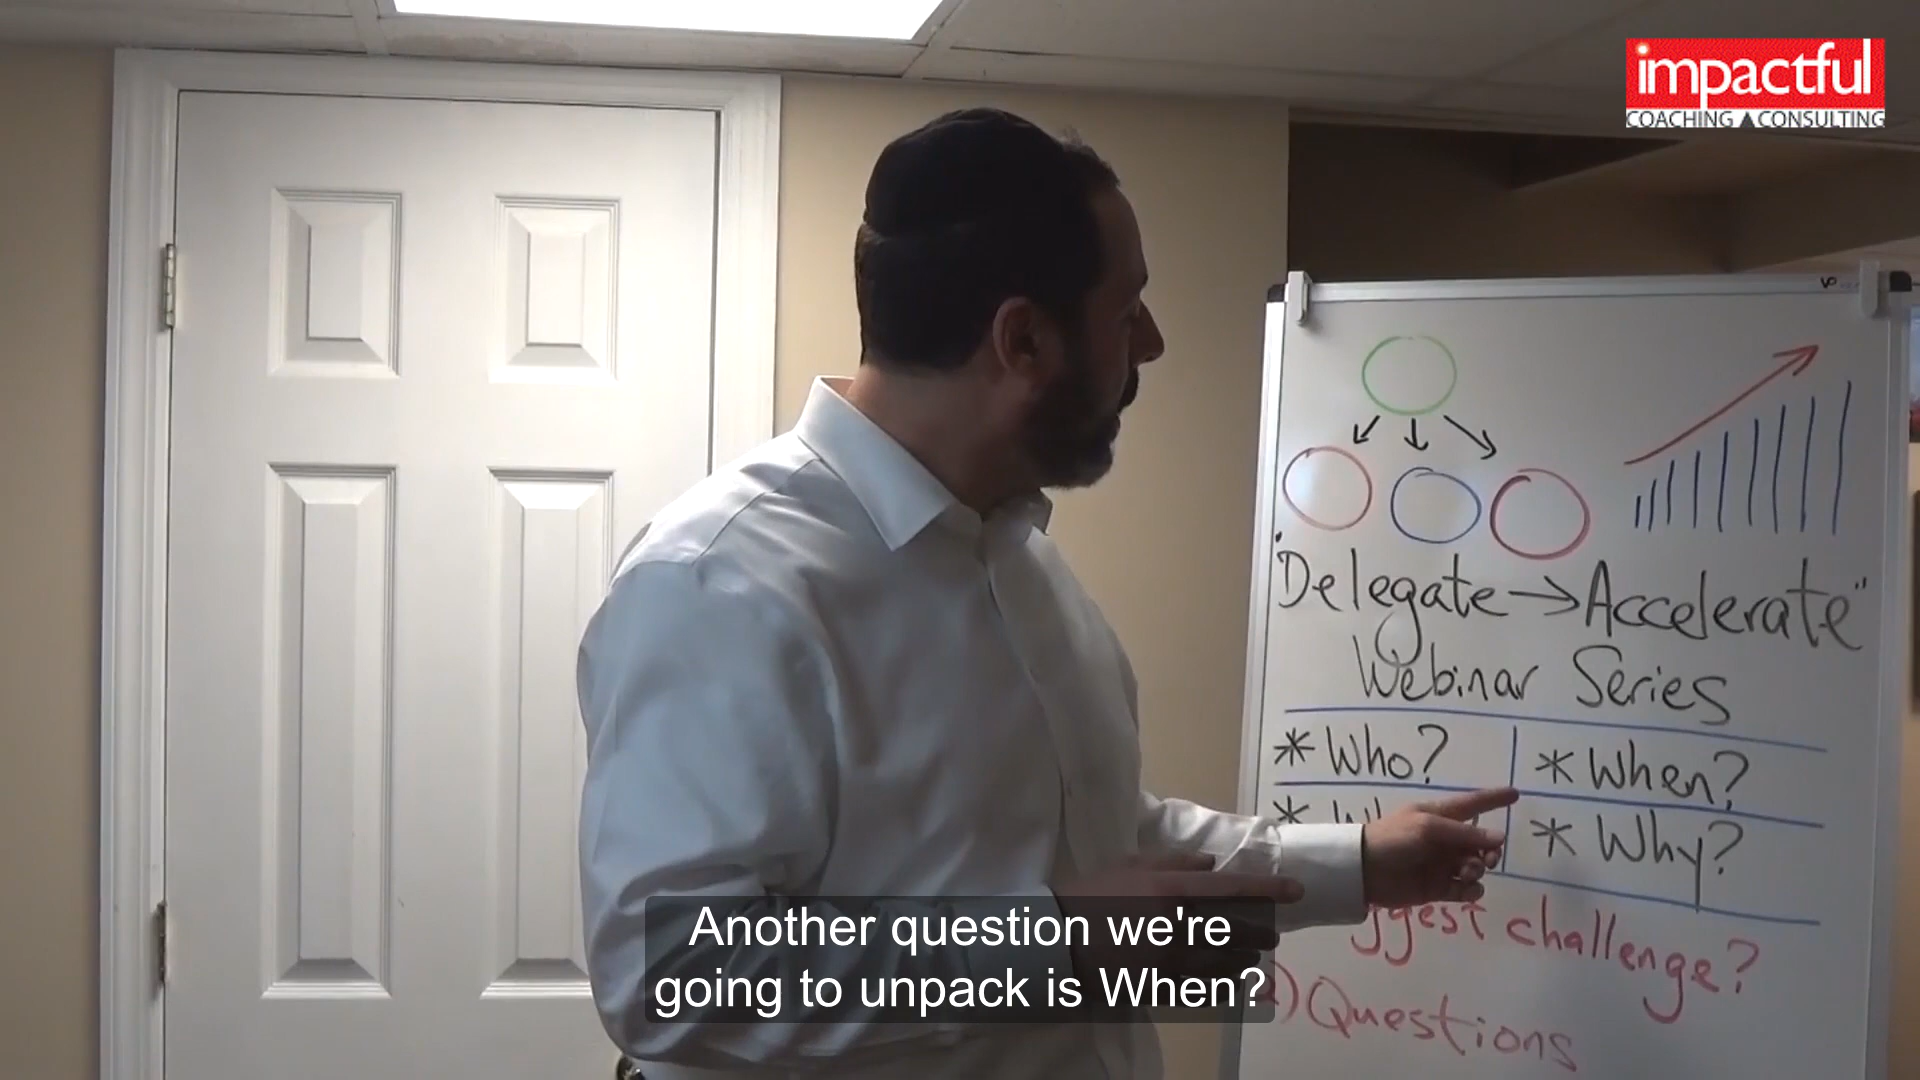 impactful
COACHING CONSULTING
"Delegate → Accelerate"
Webinar Series
* Who? * When?
* * Why?
challenge?
2) Questions
Another question we're
going to unpack is When?